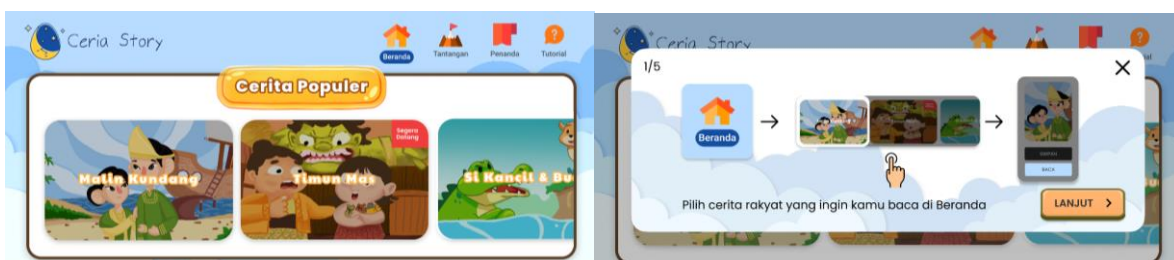 Ceria Story
Beranda
Tantangan
Penanda
Tutorial
Cerita Populer
Malin Kundang
Segera
Datang
Timun Mas
Si Kancil & Bu
Ceria Story
1/5
Beranda
BACA
Pilih cerita rakyat yang ingin kamu baca di Beranda
LANJUT >